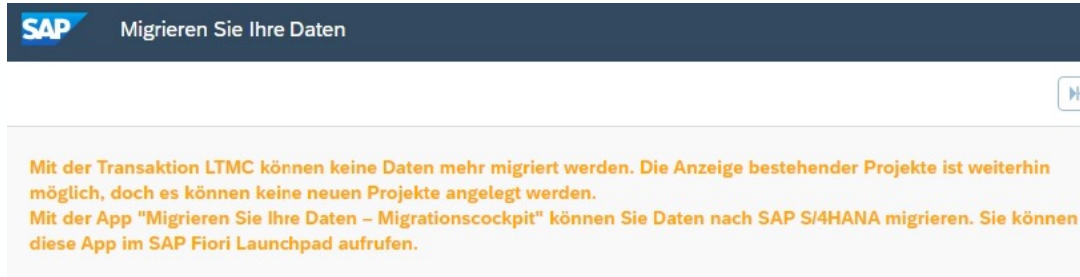 SAP Migrieren Sie Ihre Daten
Mit der Transaktion LTMC können keine Daten mehr migriert werden. Die Anzeige bestehender Projekte ist weiterhin
möglich, doch es können keine neuen Projekte angelegt werden.
Mit der App "Migrieren Sie Ihre Daten – Migrationscockpit" können Sie Daten nach SAP S/4HANA migrieren. Sie können
diese App im SAP Fiori Launchpad aufrufen.